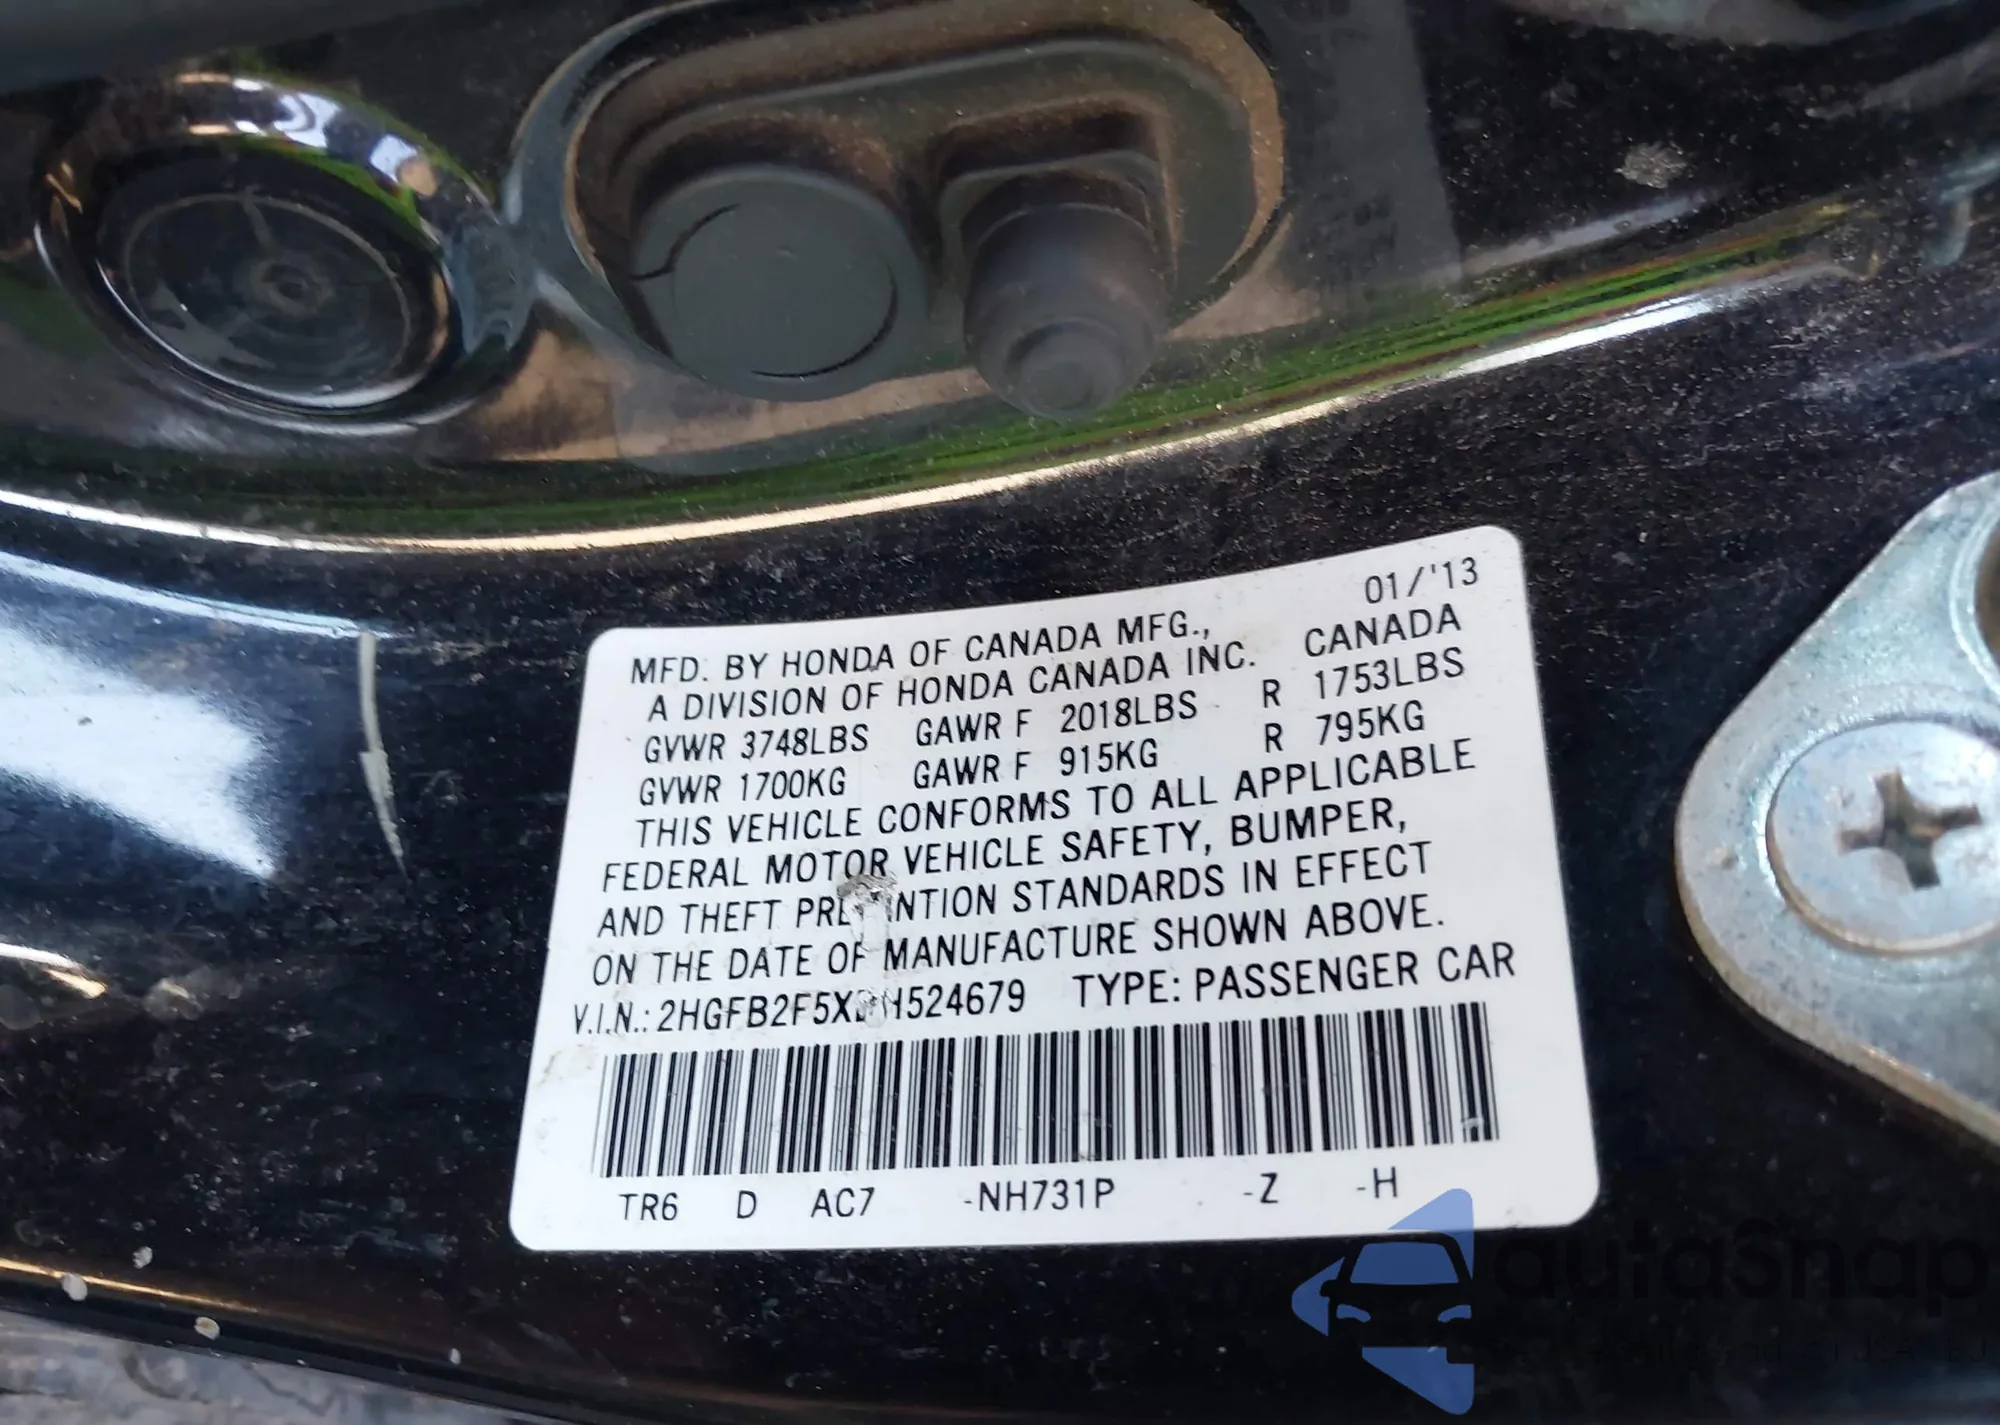 01/'13
MFD. BY HONDA OF CANADA MFG.,
A DIVISION OF HONDA CANADA INC. CANADA
GVWR 3748LBS GAWR F 2018LBS R 1753LBS
GVWR 1700KG GAWR F 915KG R 795KG
THIS VEHICLE CONFORMS TO ALL APPLICABLE
FEDERAL MOTOR VEHICLE SAFETY, BUMPER,
AND THEFT STANDARDS IN EFFECT
ON THE DATE OF MANUFACTURE SHOWN ABOVE.
V.I.N.: TYPE: PASSENGER CAR
TR6 D AC7 -NH731P -Z -H
autoSnap